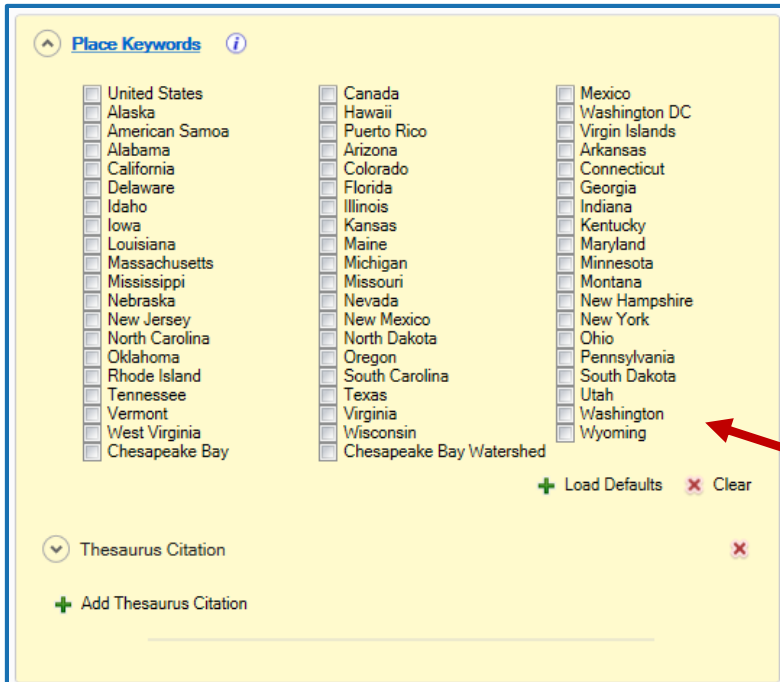 Place Keywords i
United States Canada Mexico
Alaska Hawaii Washington DC
American Samoa Puerto Rico Virgin Islands
Alabama Arizona Arkansas
California Colorado Connecticut
Delaware Florida Georgia
Idaho Illinois Indiana
Iowa Kansas Kentucky
Louisiana Maine Maryland
Massachusetts Michigan Minnesota
Mississippi Missouri Montana
Nebraska Nevada New Hampshire
New Jersey New Mexico New York
North Carolina North Dakota Ohio
Oklahoma Oregon Pennsylvania
Rhode Island South Carolina South Dakota
Tennessee Texas Utah
Vermont Virginia Washington
West Virginia Wisconsin Wyoming
Chesapeake Bay Chesapeake Bay Watershed
Load Defaults Clear
Thesaurus Citation
Add Thesaurus Citation